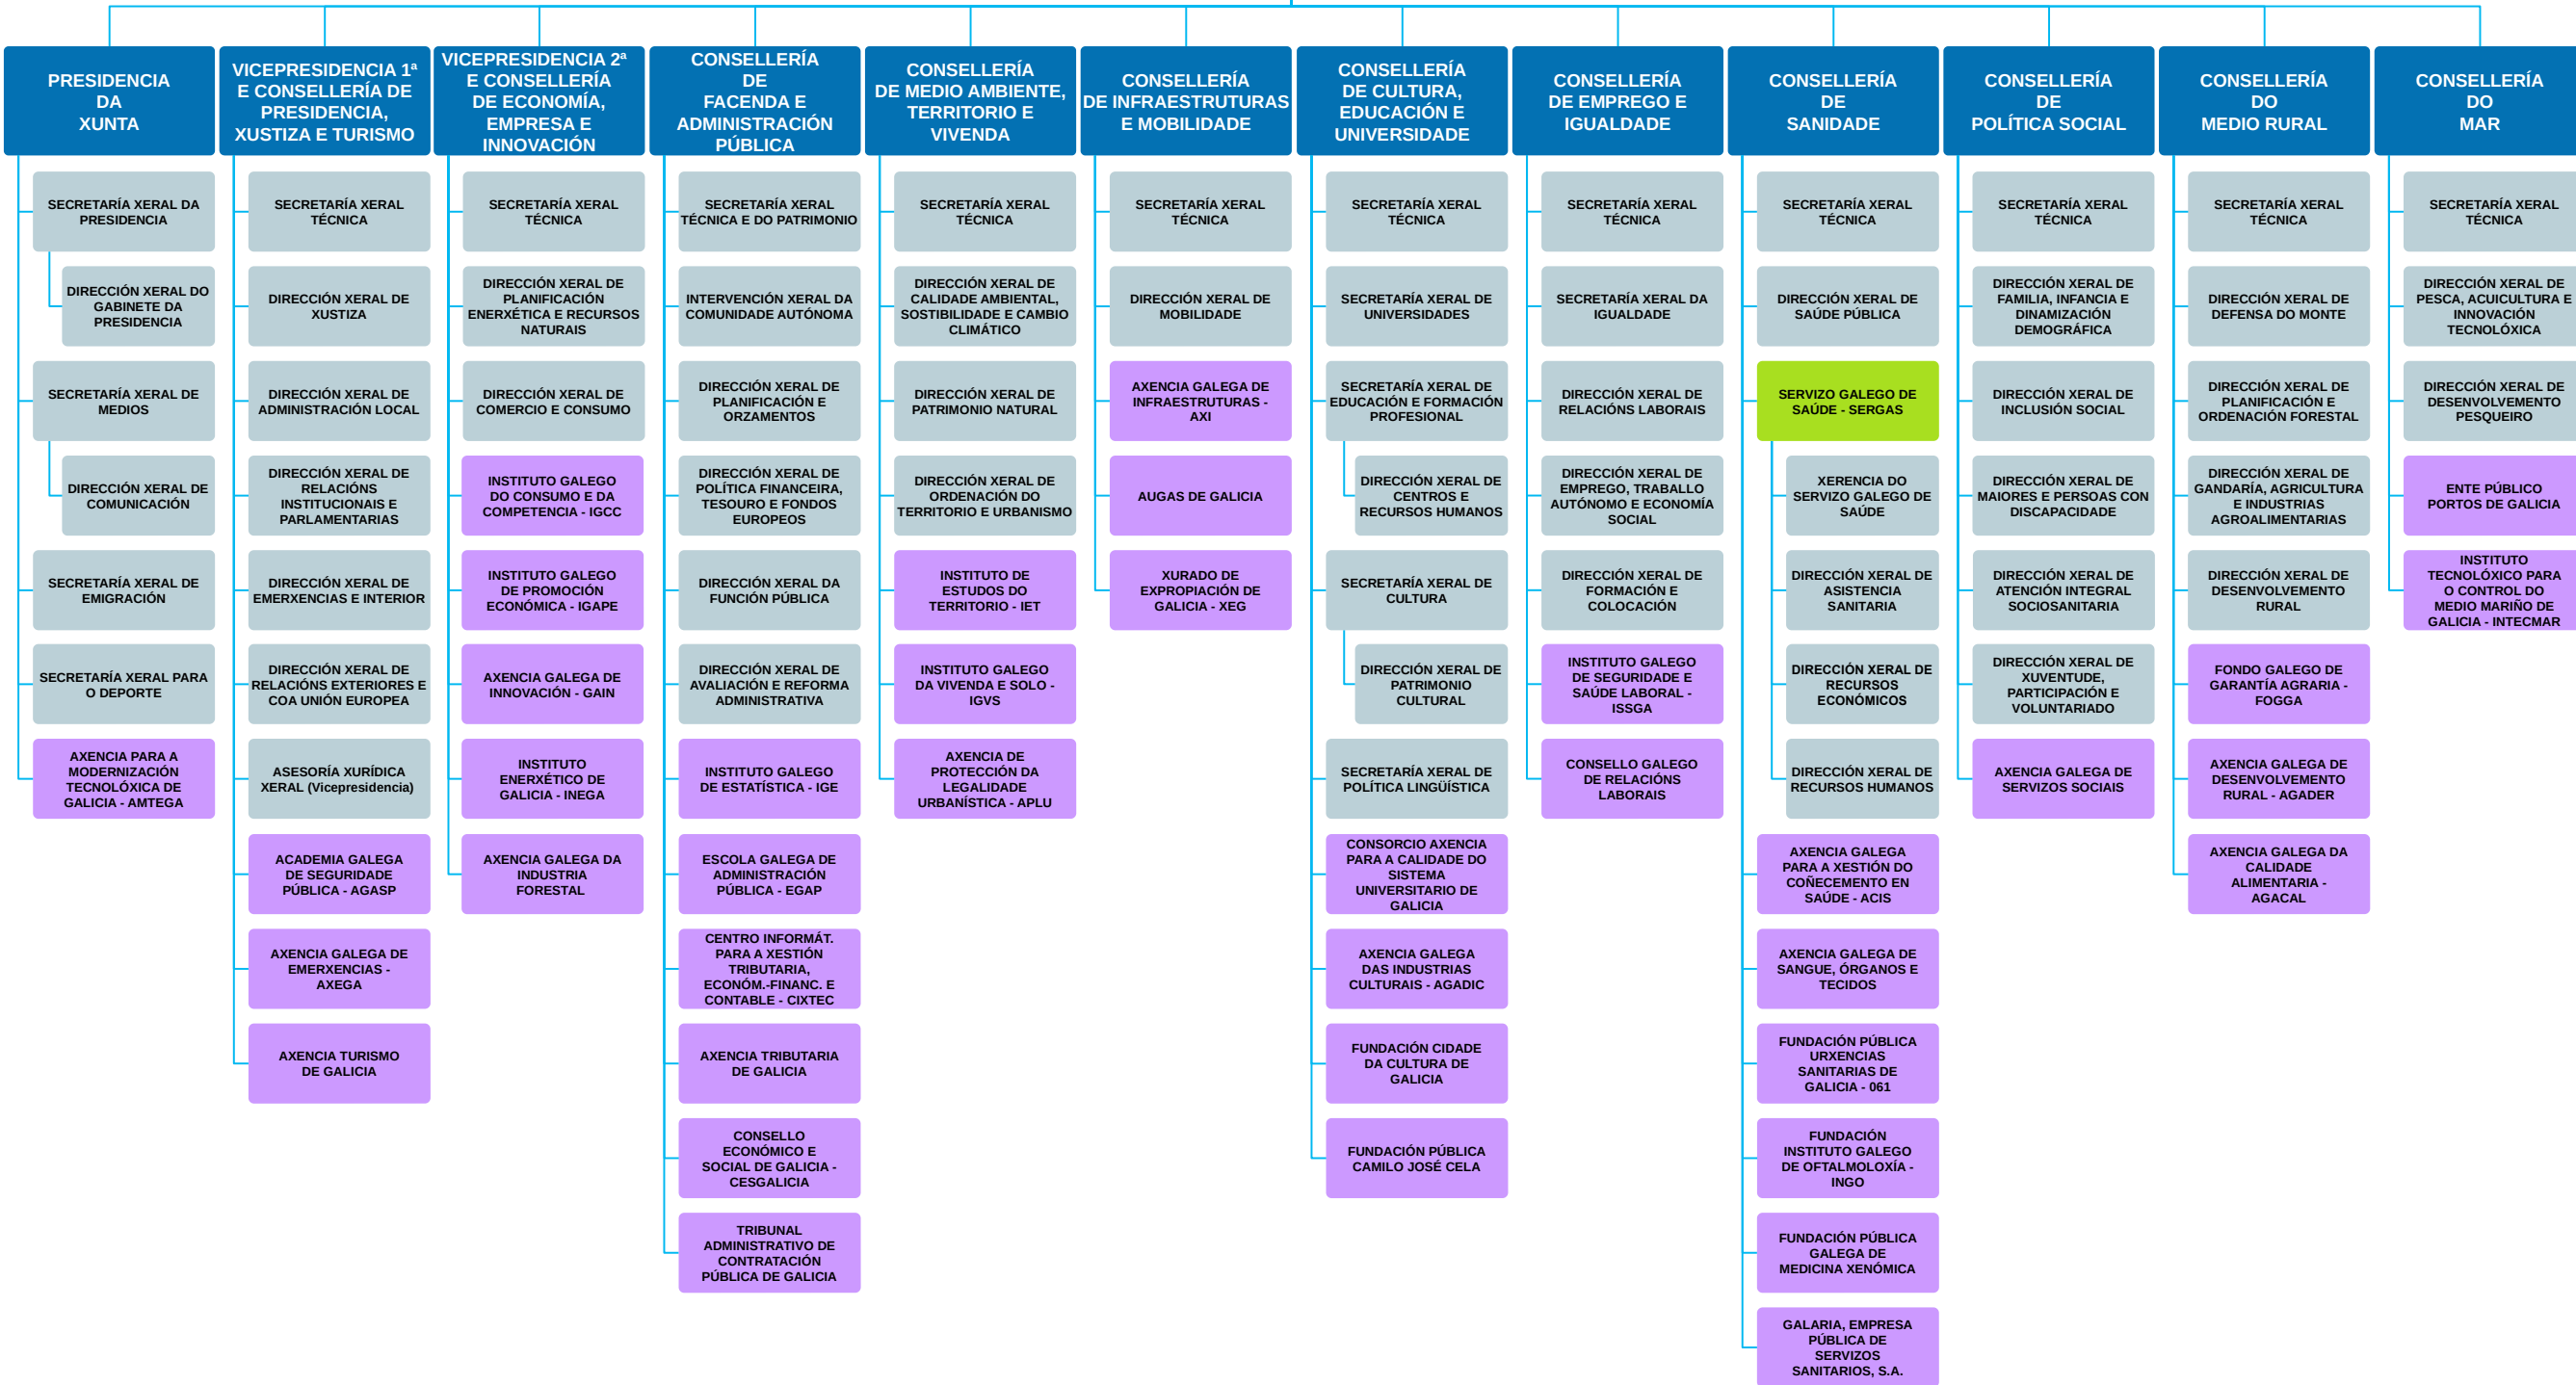 PRESIDENCIA
DA
XUNTA
SECRETARÍA XERAL DA
PRESIDENCIA
DIRECCIÓN XERAL DO
GABINETE DA
PRESIDENCIA
SECRETARÍA XERAL DE
MEDIOS
DIRECCIÓN XERAL DE
COMUNICACIÓN
SECRETARÍA XERAL DE
EMIGRACIÓN
SECRETARÍA XERAL PARA
O DEPORTE
AXENCIA PARA A
MODERNIZACIÓN
TECNOLÓXICA DE
GALICIA - AMTEGA
VICEPRESIDENCIA 1ª
E CONSELLERÍA DE
PRESIDENCIA,
XUSTIZA E TURISMO
SECRETARÍA XERAL
TÉCNICA
DIRECCIÓN XERAL DE
XUSTIZA
DIRECCIÓN XERAL DE
ADMINISTRACIÓN LOCAL
DIRECCIÓN XERAL DE
RELACIÓNS
INSTITUCIONAIS E
PARLAMENTARIAS
DIRECCIÓN XERAL DE
EMERXENCIAS E INTERIOR
DIRECCIÓN XERAL DE
RELACIÓNS EXTERIORES E
COA UNIÓN EUROPEA
ASESORÍA XURÍDICA
XERAL (Vicepresidencia)
ACADEMIA GALEGA
DE SEGURIDADE
PÚBLICA - AGASP
AXENCIA GALEGA DE
EMERXENCIAS -
AXEGA
AXENCIA TURISMO
DE GALICIA
VICEPRESIDENCIA 2ª
E CONSELLERÍA
DE ECONOMÍA,
EMPRESA E
INNOVACIÓN
SECRETARÍA XERAL
TÉCNICA
DIRECCIÓN XERAL DE
PLANIFICACIÓN
ENERXÉTICA E RECURSOS
NATURAIS
DIRECCIÓN XERAL DE
COMERCIO E CONSUMO
INSTITUTO GALEGO
DO CONSUMO E DA
COMPETENCIA - IGCC
INSTITUTO GALEGO
DE PROMOCIÓN
ECONÓMICA - IGAPE
AXENCIA GALEGA DE
INNOVACIÓN - GAIN
INSTITUTO
ENERXÉTICO DE
GALICIA - INEGA
AXENCIA GALEGA DA
INDUSTRIA
FORESTAL
CONSELLERÍA
DE
FACENDA E
ADMINISTRACIÓN
PÚBLICA
SECRETARÍA XERAL
TÉCNICA E DO PATRIMONIO
INTERVENCIÓN XERAL DA
COMUNIDADE AUTÓNOMA
DIRECCIÓN XERAL DE
PLANIFICACIÓN E
ORZAMENTOS
DIRECCIÓN XERAL DE
POLÍTICA FINANCEIRA,
TESOURO E FONDOS
EUROPEOS
DIRECCIÓN XERAL DA
FUNCIÓN PÚBLICA
DIRECCIÓN XERAL DE
AVALIACIÓN E REFORMA
ADMINISTRATIVA
INSTITUTO GALEGO
DE ESTATÍSTICA - IGE
ESCOLA GALEGA DE
ADMINISTRACIÓN
PÚBLICA - EGAP
CENTRO INFORMÁT.
PARA A XESTIÓN
TRIBUTARIA,
ECONÓM.-FINANC. E
CONTABLE - CIXTEC
AXENCIA TRIBUTARIA
DE GALICIA
CONSELLO
ECONÓMICO E
SOCIAL DE GALICIA -
CESGALICIA
TRIBUNAL
ADMINISTRATIVO DE
CONTRATACIÓN
PÚBLICA DE GALICIA
CONSELLERÍA
DE MEDIO AMBIENTE,
TERRITORIO E
VIVENDA
SECRETARÍA XERAL
TÉCNICA
DIRECCIÓN XERAL DE
CALIDADE AMBIENTAL,
SOSTIBILIDADE E CAMBIO
CLIMÁTICO
DIRECCIÓN XERAL DE
PATRIMONIO NATURAL
DIRECCIÓN XERAL DE
ORDENACIÓN DO
TERRITORIO E URBANISMO
INSTITUTO DE
ESTUDOS DO
TERRITORIO - IET
INSTITUTO GALEGO
DA VIVENDA E SOLO -
IGVS
AXENCIA DE
PROTECCIÓN DA
LEGALIDADE
URBANÍSTICA - APLU
CONSELLERÍA
DE INFRAESTRUTURAS
E MOBILIDADE
SECRETARÍA XERAL
TÉCNICA
DIRECCIÓN XERAL DE
MOBILIDADE
AXENCIA GALEGA DE
INFRAESTRUTURAS -
AXI
AUGAS DE GALICIA
XURADO DE
EXPROPIACIÓN DE
GALICIA - XEG
CONSELLERÍA
DE CULTURA,
EDUCACIÓN E
UNIVERSIDADE
SECRETARÍA XERAL
TÉCNICA
SECRETARÍA XERAL DE
UNIVERSIDADES
SECRETARÍA XERAL DE
EDUCACIÓN E FORMACIÓN
PROFESIONAL
DIRECCIÓN XERAL DE
CENTROS E
RECURSOS HUMANOS
SECRETARÍA XERAL DE
CULTURA
DIRECCIÓN XERAL DE
PATRIMONIO
CULTURAL
SECRETARÍA XERAL DE
POLÍTICA LINGÜÍSTICA
CONSORCIO AXENCIA
PARA A CALIDADE DO
SISTEMA
UNIVERSITARIO DE
GALICIA
AXENCIA GALEGA
DAS INDUSTRIAS
CULTURAIS - AGADIC
FUNDACIÓN CIDADE
DA CULTURA DE
GALICIA
FUNDACIÓN PÚBLICA
CAMILO JOSÉ CELA
CONSELLERÍA
DE EMPREGO E
IGUALDADE
SECRETARÍA XERAL
TÉCNICA
SECRETARÍA XERAL DA
IGUALDADE
DIRECCIÓN XERAL DE
RELACIÓNS LABORAIS
DIRECCIÓN XERAL DE
EMPREGO, TRABALLO
AUTÓNOMO E ECONOMÍA
SOCIAL
DIRECCIÓN XERAL DE
FORMACIÓN E
COLOCACIÓN
INSTITUTO GALEGO
DE SEGURIDADE E
SAÚDE LABORAL -
ISSGA
CONSELLO GALEGO
DE RELACIÓNS
LABORAIS
CONSELLERÍA
DE
SANIDADE
SECRETARÍA XERAL
TÉCNICA
DIRECCIÓN XERAL DE
SAÚDE PÚBLICA
SERVIZO GALEGO DE
SAÚDE - SERGAS
XERENCIA DO
SERVIZO GALEGO DE
SAÚDE
DIRECCIÓN XERAL DE
ASISTENCIA
SANITARIA
DIRECCIÓN XERAL DE
RECURSOS
ECONÓMICOS
DIRECCIÓN XERAL DE
RECURSOS HUMANOS
AXENCIA GALEGA
PARA A XESTIÓN DO
COÑECEMENTO EN
SAÚDE - ACIS
AXENCIA GALEGA DE
SANGUE, ÓRGANOS E
TECIDOS
FUNDACIÓN PÚBLICA
URXENCIAS
SANITARIAS DE
GALICIA - 061
FUNDACIÓN
INSTITUTO GALEGO
DE OFTALMOLOXÍA -
INGO
FUNDACIÓN PÚBLICA
GALEGA DE
MEDICINA XENÓMICA
GALARIA, EMPRESA
PÚBLICA DE
SERVIZOS
SANITARIOS, S.A.
CONSELLERÍA
DE
POLÍTICA SOCIAL
SECRETARÍA XERAL
TÉCNICA
DIRECCIÓN XERAL DE
FAMILIA, INFANCIA E
DINAMIZACIÓN
DEMOGRÁFICA
DIRECCIÓN XERAL DE
INCLUSIÓN SOCIAL
DIRECCIÓN XERAL DE
MAIORES E PERSOAS CON
DISCAPACIDADE
DIRECCIÓN XERAL DE
ATENCIÓN INTEGRAL
SOCIOSANITARIA
DIRECCIÓN XERAL DE
XUVENTUDE,
PARTICIPACIÓN E
VOLUNTARIADO
AXENCIA GALEGA DE
SERVIZOS SOCIAIS
CONSELLERÍA
DO
MEDIO RURAL
SECRETARÍA XERAL
TÉCNICA
DIRECCIÓN XERAL DE
DEFENSA DO MONTE
DIRECCIÓN XERAL DE
PLANIFICACIÓN E
ORDENACIÓN FORESTAL
DIRECCIÓN XERAL DE
GANDARÍA, AGRICULTURA
E INDUSTRIAS
AGROALIMENTARIAS
DIRECCIÓN XERAL DE
DESENVOLVEMENTO
RURAL
FONDO GALEGO DE
GARANTÍA AGRARIA -
FOGGA
AXENCIA GALEGA DE
DESENVOLVEMENTO
RURAL - AGADER
AXENCIA GALEGA DA
CALIDADE
ALIMENTARIA -
AGACAL
CONSELLERÍA
DO
MAR
SECRETARÍA XERAL
TÉCNICA
DIRECCIÓN XERAL DE
PESCA, ACUICULTURA E
INNOVACIÓN
TECNOLÓXICA
DIRECCIÓN XERAL DE
DESENVOLVEMENTO
PESQUEIRO
ENTE PÚBLICO
PORTOS DE GALICIA
INSTITUTO
TECNOLÓXICO PARA
O CONTROL DO
MEDIO MARIÑO DE
GALICIA - INTECMAR